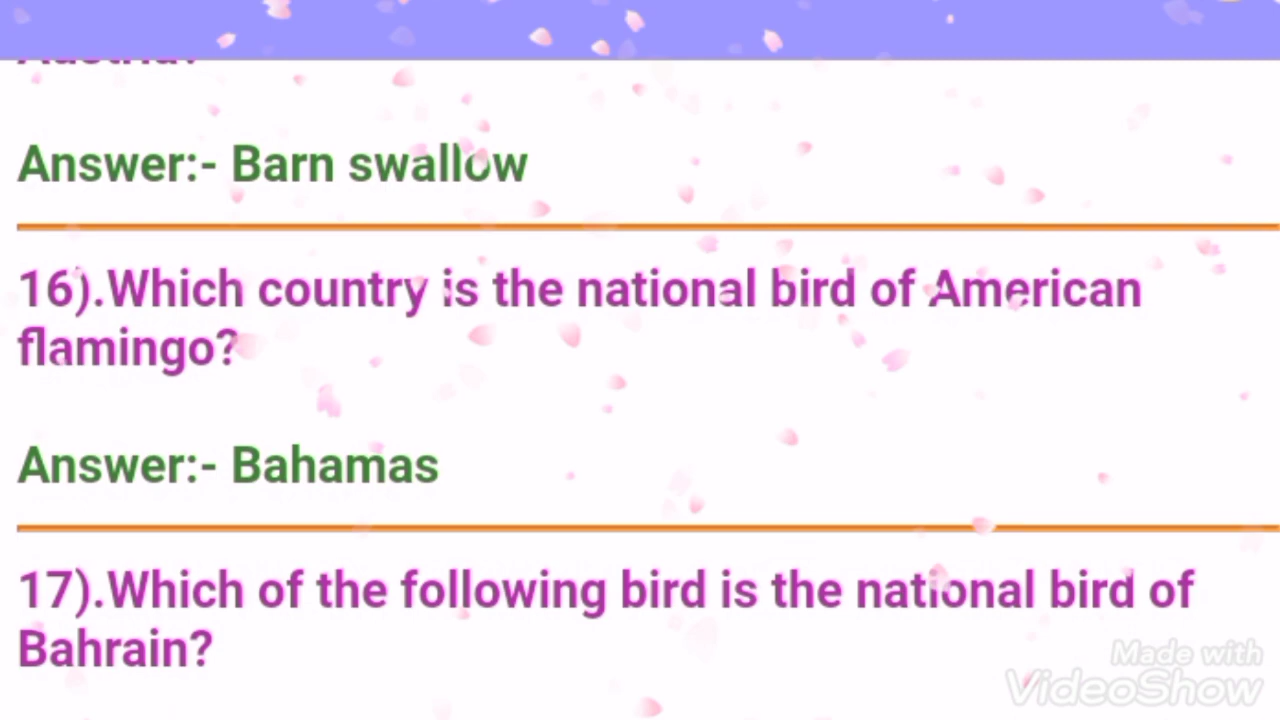 Austria?
Answer:- Barn swallow
16).Which country is the national bird of American
flamingo?
Answer:- Bahamas
17).Which of the following bird is the national bird of
Bahrain?
Made with
VideoShow